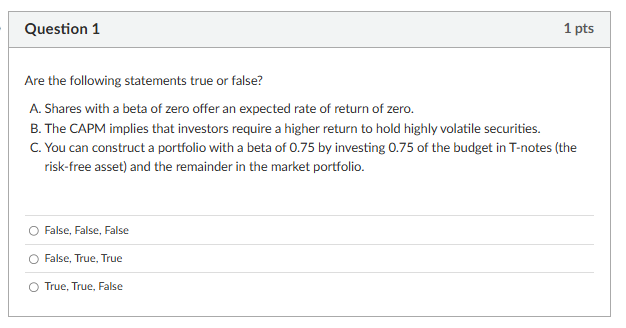 Question 1
1 pts
Are the following statements true or false?
A. Shares with a beta of zero offer an expected rate of return of zero.
B. The CAPM implies that investors require a higher return to hold highly volatile securities.
C. You can construct a portfolio with a beta of 0.75 by investing 0.75 of the budget in T-notes (the
risk-free asset) and the remainder in the market portfolio.
False, False, False
False, True, True
True, True, False